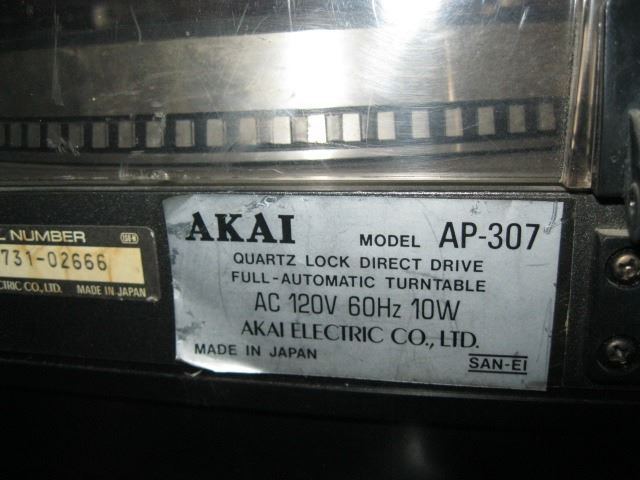 L NUMBER
731-02666
TRIC CO., LTD. MADE IN JAPAN
AKAI MODEL AP-307
QUARTZ LOCK DIRECT DRIVE
FULL-AUTOMATIC TURNTABLE
AC 120V 60Hz 10W
AKAI ELECTRIC CO., LTD.
MADE IN JAPAN SAN-EI